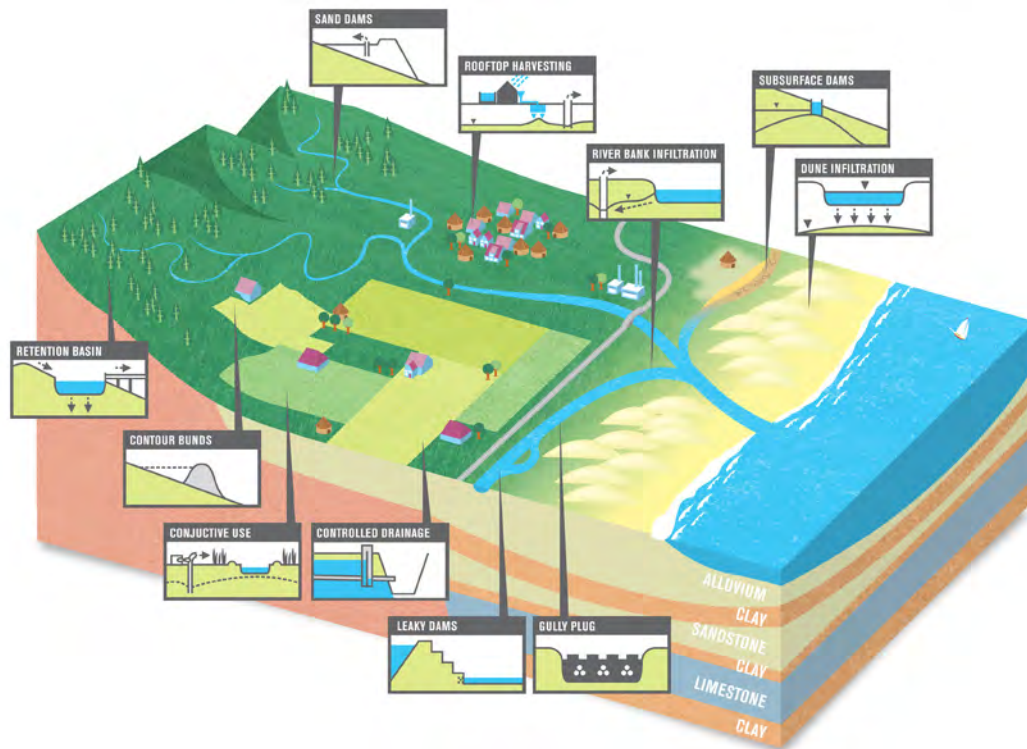 SAND DAMS
ROOFTOP HARVESTING
SUBSURFACE DAMS
RIVER BANK INFILTRATION
DUNE INFILTRATION
RETENTION BASIN
CONTOUR BUNDS
CONJUCTIVE USE
CONTROLLED DRAINAGE
LEAKY DAMS
GULLY PLUG
ALLUVIUM
CLAY
SANDSTONE
CLAY
LIMESTONE
CLAY